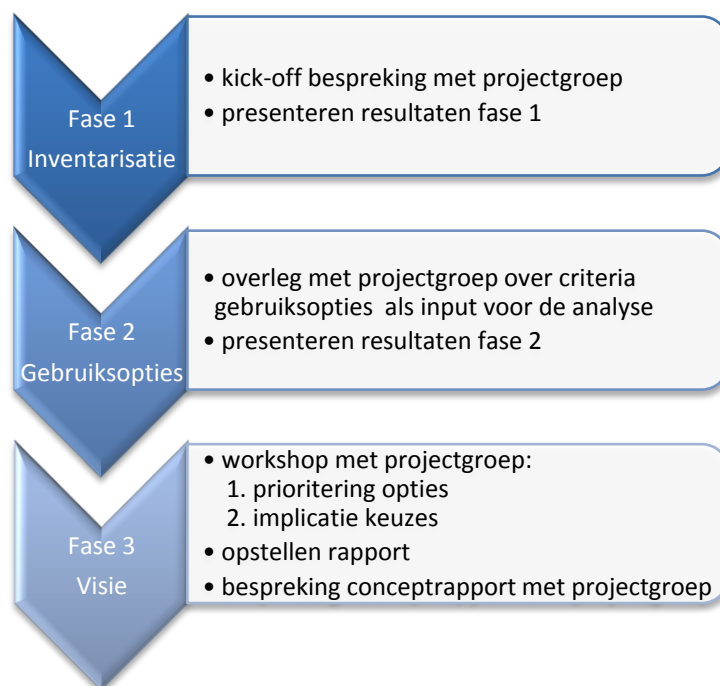 Fase 1
Inventarisatie
• kick-off bespreking met projectgroep
• presenteren resultaten fase 1
Fase 2
Gebruiksopties
• overleg met projectgroep over criteria
gebruiksopties als input voor de analyse
• presenteren resultaten fase 2
Fase 3
Visie
• workshop met projectgroep:
1. prioritering opties
2. implicatie keuzes
• opstellen rapport
• bespreking conceptrapport met projectgroep